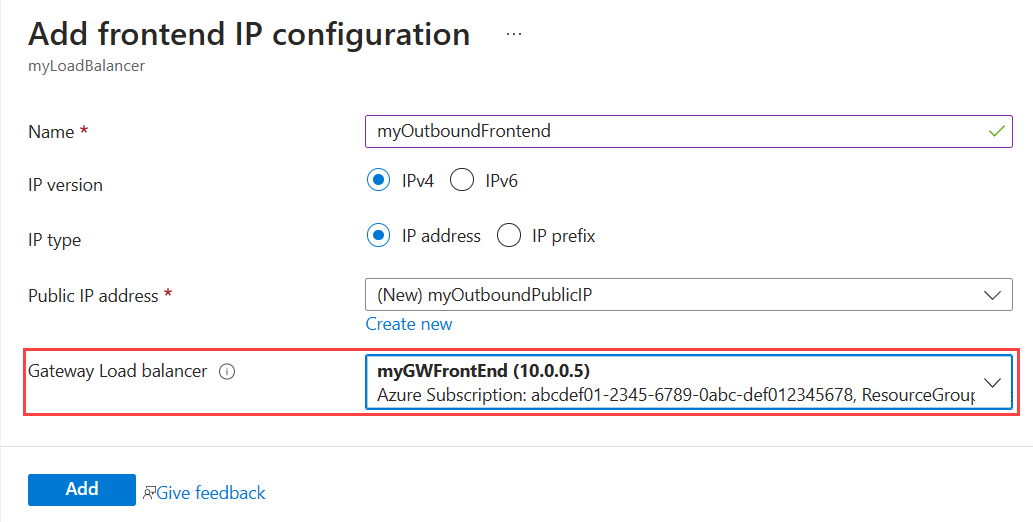 Add frontend IP configuration ...
myLoadBalancer
Name * myOutboundFrontend
IP version IPv4 IPv6
IP type IP address IP prefix
Public IP address * (New) myOutboundPublicIP
Create new
Gateway Load balancer myGWFrontEnd (10.0.0.5)
Azure Subscription: abcdef01-2345-6789-0abc-def012345678, ResourceGroup
Add Give feedback